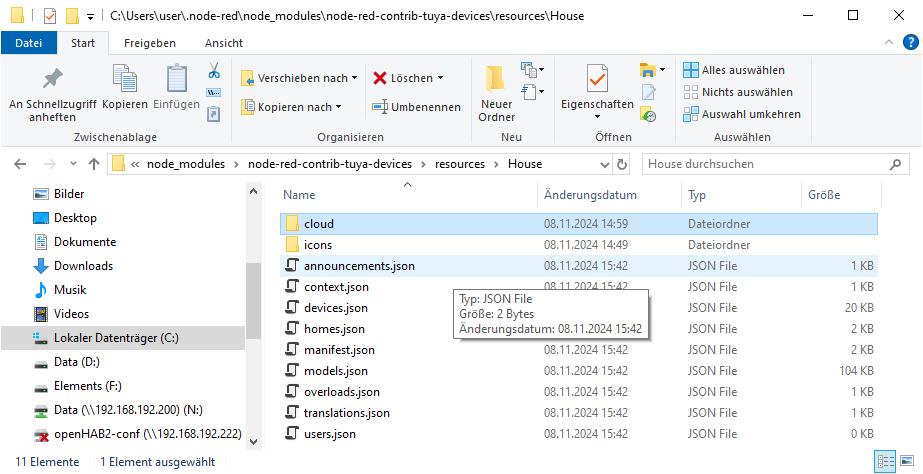 C:\Users\user\.node-red\node_modules\node-red-contrib-tuya-devices\resources\House
Datei Start Freigeben Ansicht
An Schnellzugriff anheften
Kopieren
Einfügen
Zwischenablage
Verschieben nach
Kopieren nach
Löschen
Umbenennen
Organisieren
Neuer Ordner
Neu
Eigenschaften
Öffnen
Alles auswählen
Nichts auswählen
Auswahl umkehren
Auswählen
« node_modules > node-red-contrib-tuya-devices > resources > House
House durchsuchen
Bilder
Desktop
Dokumente
Downloads
Musik
Videos
Lokaler Datenträger (C:)
Data (D:)
Elements (F:)
Data (\\192.168.192.200) (N:)
openHAB2-conf (\\192.168.192.222)
Name Änderungsdatum Typ Größe
cloud 08.11.2024 14:59 Dateiordner
icons 08.11.2024 14:49 Dateiordner
announcements.json 08.11.2024 15:42 JSON File 1 KB
context.json 08.11.2024 15:42 JSON File 1 KB
devices.json JSON File 20 KB
homes.json JSON File 2 KB
manifest.json 08.11.2024 15:42 JSON File 2 KB
models.json 08.11.2024 15:42 JSON File 104 KB
overloads.json 08.11.2024 15:42 JSON File 1 KB
translations.json 08.11.2024 15:42 JSON File 1 KB
users.json 08.11.2024 15:42 JSON File 0 KB
Typ: JSON File
Größe: 2 Bytes
Änderungsdatum: 08.11.2024 15:42
11 Elemente 1 Element ausgewählt